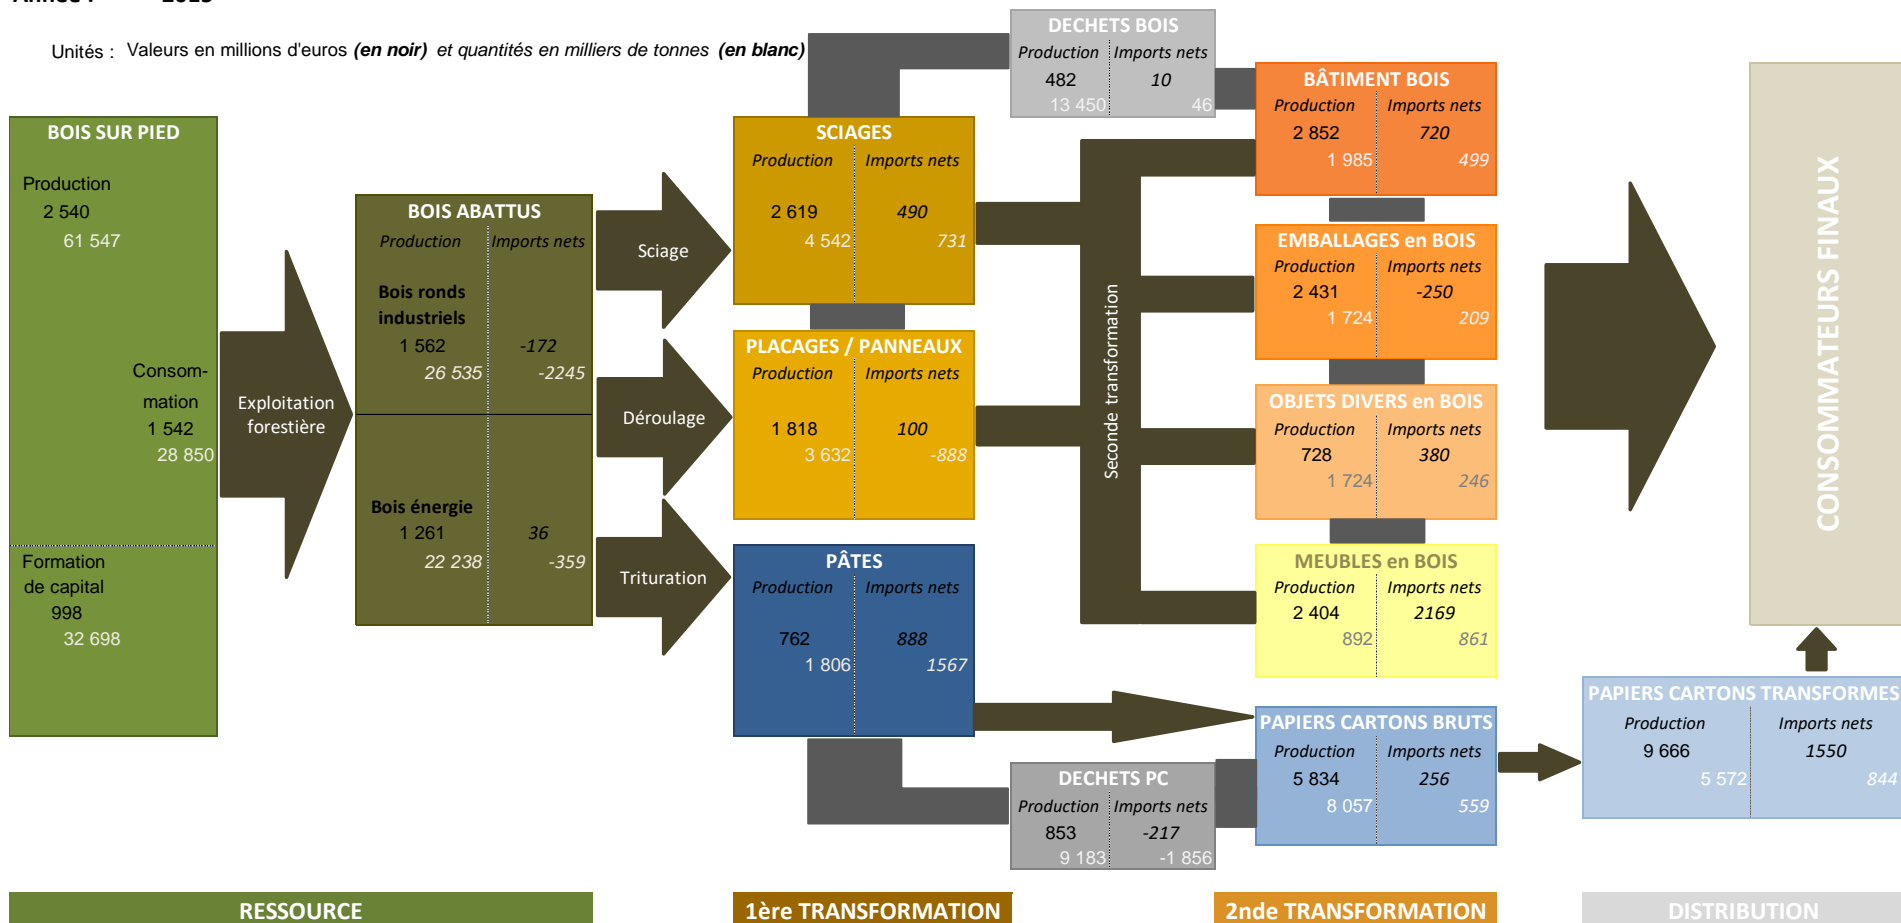 Unités : Valeurs en millions d'euros (en noir) et quantités en milliers de tonnes (en blanc)
BOIS SUR PIED
Production
2 540
61 547
Consom-
mation
1 542
28 850
Formation
de capital
998
32 698
Exploitation
forestière
BOIS ABATTUS
Production Imports nets
Bois ronds
industriels
1 562 -172
26 535 -2245
Bois énergie
1 261 36
22 238 -359
Sciage
Déroulage
Trituration
SCIAGES
Production Imports nets
2 619 490
4 542 731
PLACAGES / PANNEAUX
Production Imports nets
1 818 100
3 632 -888
PÂTES
Production Imports nets
762 888
1 806 1567
DECHETS BOIS
Production Imports nets
482 10
13 450 46
DECHETS PC
Production Imports nets
853 -217
9 183 -1 856
Seconde transformation
BÂTIMENT BOIS
Production Imports nets
2 852 720
1 985 499
EMBALLAGES en BOIS
Production Imports nets
2 431 -250
1 724 209
OBJETS DIVERS en BOIS
Production Imports nets
728 380
1 724 246
MEUBLES en BOIS
Production Imports nets
2 404 2169
892 861
PAPIERS CARTONS BRUTS
Production Imports nets
5 834 256
8 057 559
CONSOMMATEURS FINAUX
PAPIERS CARTONS TRANSFORMES
Production Imports nets
9 666 1550
5 572 844
RESSOURCE
1ère TRANSFORMATION
2nde TRANSFORMATION
DISTRIBUTION